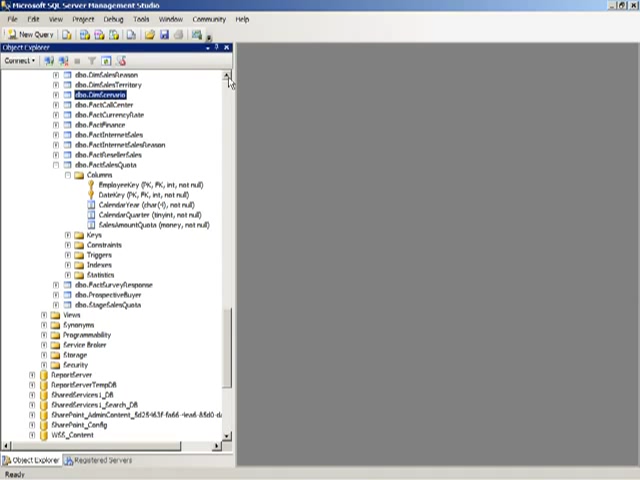 Microsoft SQL Server Management Studio
File Edit View Project Debug Tools Window Community Help
New Query
Object Explorer
Connect
dbo.DimSalesReason
dbo.DimSalesTerritory
dbo.DimScenario
dbo.FactCallCenter
dbo.FactCurrencyRate
dbo.FactFinance
dbo.FactInternetSales
dbo.FactInternetSalesReason
dbo.FactResellerSales
dbo.FactSalesQuota
Columns
EmployeeKey (PK, FK, int, not null)
DateKey (PK, FK, int, not null)
CalendarYear (char(4), not null)
CalendarQuarter (tinyint, not null)
SalesAmountQuota (money, not null)
Keys
Constraints
Triggers
Indexes
Statistics
dbo.FactSurveyResponse
dbo.ProspectiveBuyer
dbo.StageSalesQuota
Views
Synonyms
Programmability
Service Broker
Storage
Security
ReportServer
ReportServerTempDB
SharedServices1_DB
SharedServices1_Search_DB
SharePoint_Config
WSS_Content
Object Explorer Registered Servers
Ready